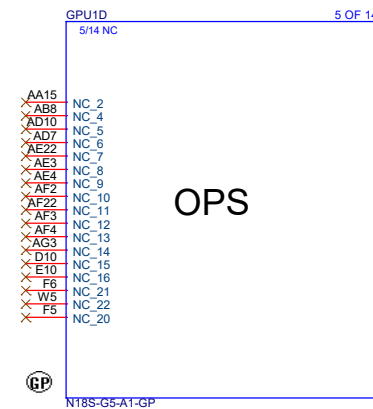 GPU1D 5 OF 14
5/14 NC
AA15 NC_2
AB8 NC_4
AD10 NC_5
AD7 NC_6
AE22 NC_7
AE3 NC_8
AE4 NC_9
AF2 NC_10
AF22 NC_11
AF3 NC_12
AF4 NC_13
AG3 NC_14
D10 NC_15
E10 NC_16
F6 NC_21
W5 NC_22
F5 NC_20
OPS
GP
N18S-G5-A1-GP